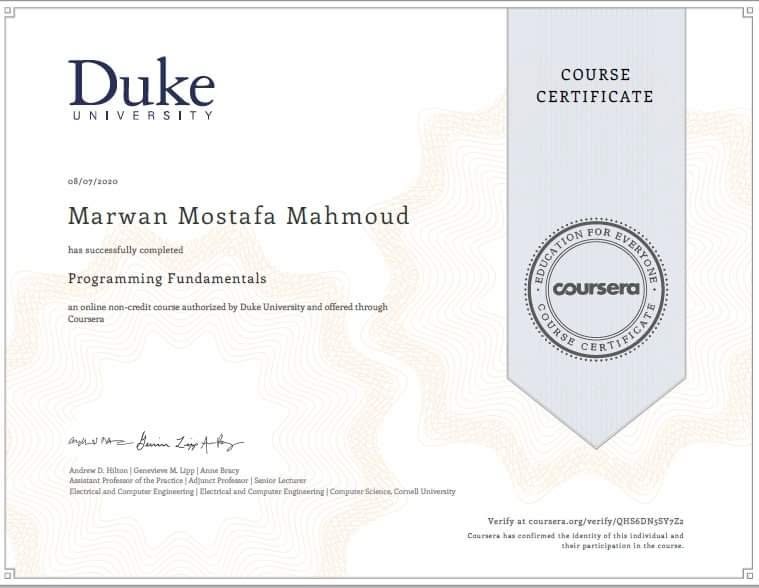 Duke
UNIVERSITY
COURSE
CERTIFICATE
08/07/2020
Marwan Mostafa Mahmoud
has successfully completed
Programming Fundamentals
an online non-credit course authorized by Duke University and offered through
Coursera
EDUCATION FOR EVERYONE
coursera
COURSE CERTIFICATE
Andrew D. Hilton | Genevieve M. Lipp | Anne Bracy
Assistant Professor of the Practice | Adjunct Professor | Senior Lecturer
Electrical and Computer Engineering | Electrical and Computer Engineering | Computer Science, Cornell University
Verify at coursera.org/verify/QHS6DN5SY7Z2
Coursera has confirmed the identity of this individual and
their participation in the course.